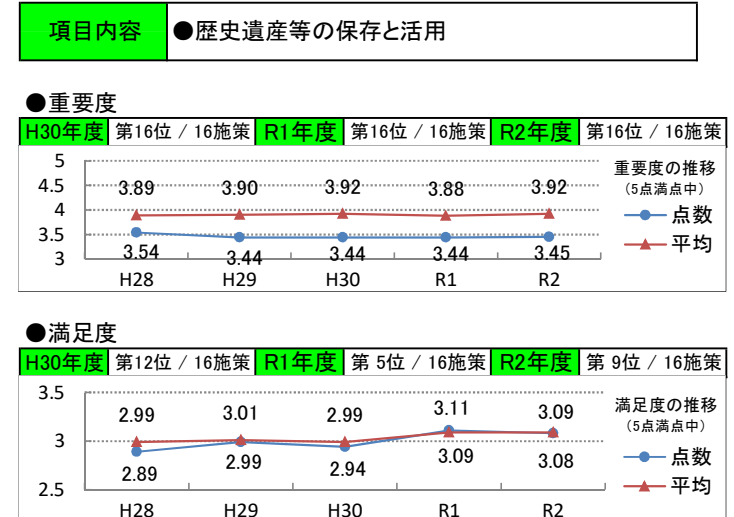 項目内容 ●歴史遺産等の保存と活用
●重要度
H30年度 第16位 / 16施策 R1年度 第16位 / 16施策 R2年度 第16位 / 16施策
重要度の推移
(5点満点中)
点数
平均
5
4.5
4
3.5
3
3.89 3.90 3.92 3.88 3.92
3.54 3.44 3.44 3.44 3.45
H28 H29 H30 R1 R2
●満足度
H30年度 第12位 / 16施策 R1年度 第 5位 / 16施策 R2年度 第 9位 / 16施策
満足度の推移
(5点満点中)
点数
平均
3.5
3
2.5
2.99 3.01 2.99 3.11 3.09
2.89 2.99 2.94 3.09 3.08
H28 H29 H30 R1 R2